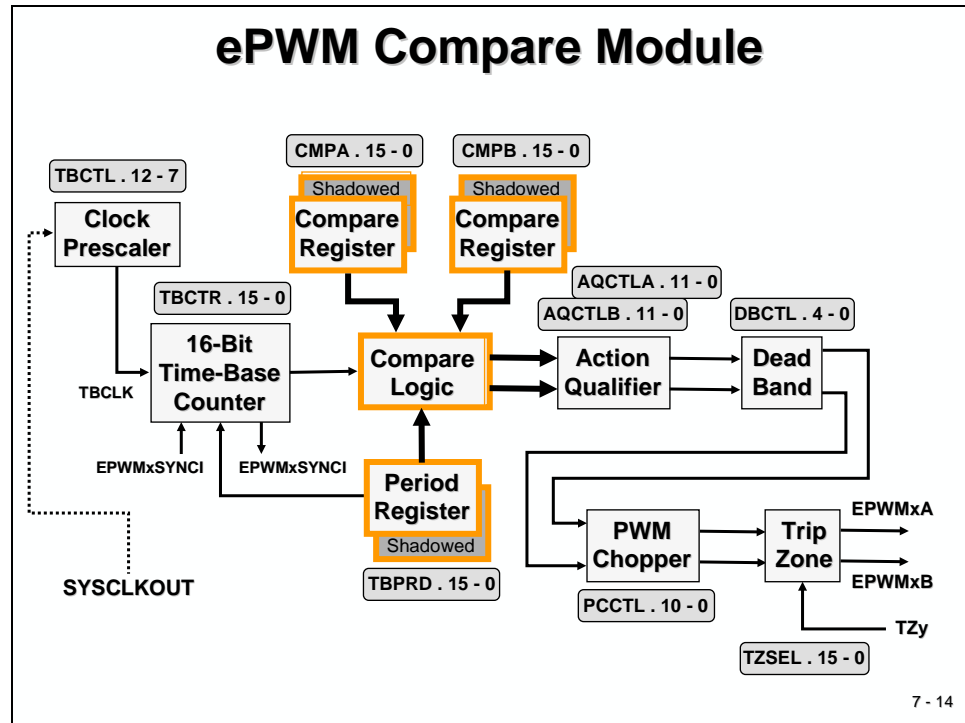 ePWM Compare Module
CMPA . 15 - 0
CMPB . 15 - 0
TBCTL . 12 - 7
Shadowed
Shadowed
Clock
Prescaler
Compare
Register
Compare
Register
AQCTLA . 11 - 0
TBCTR . 15 - 0
AQCTLB . 11 - 0
DBCTL . 4 - 0
16-Bit
Time-Base
Counter
Compare
Logic
Action
Qualifier
Dead
Band
TBCLK
EPWMxSYNCI
EPWMxSYNCI
Period
Register
Shadowed
TBPRD . 15 - 0
SYSCLKOUT
PWM
Chopper
Trip
Zone
EPWMxA
EPWMxB
PCCTL . 10 - 0
TZy
TZSEL . 15 - 0
7 - 14